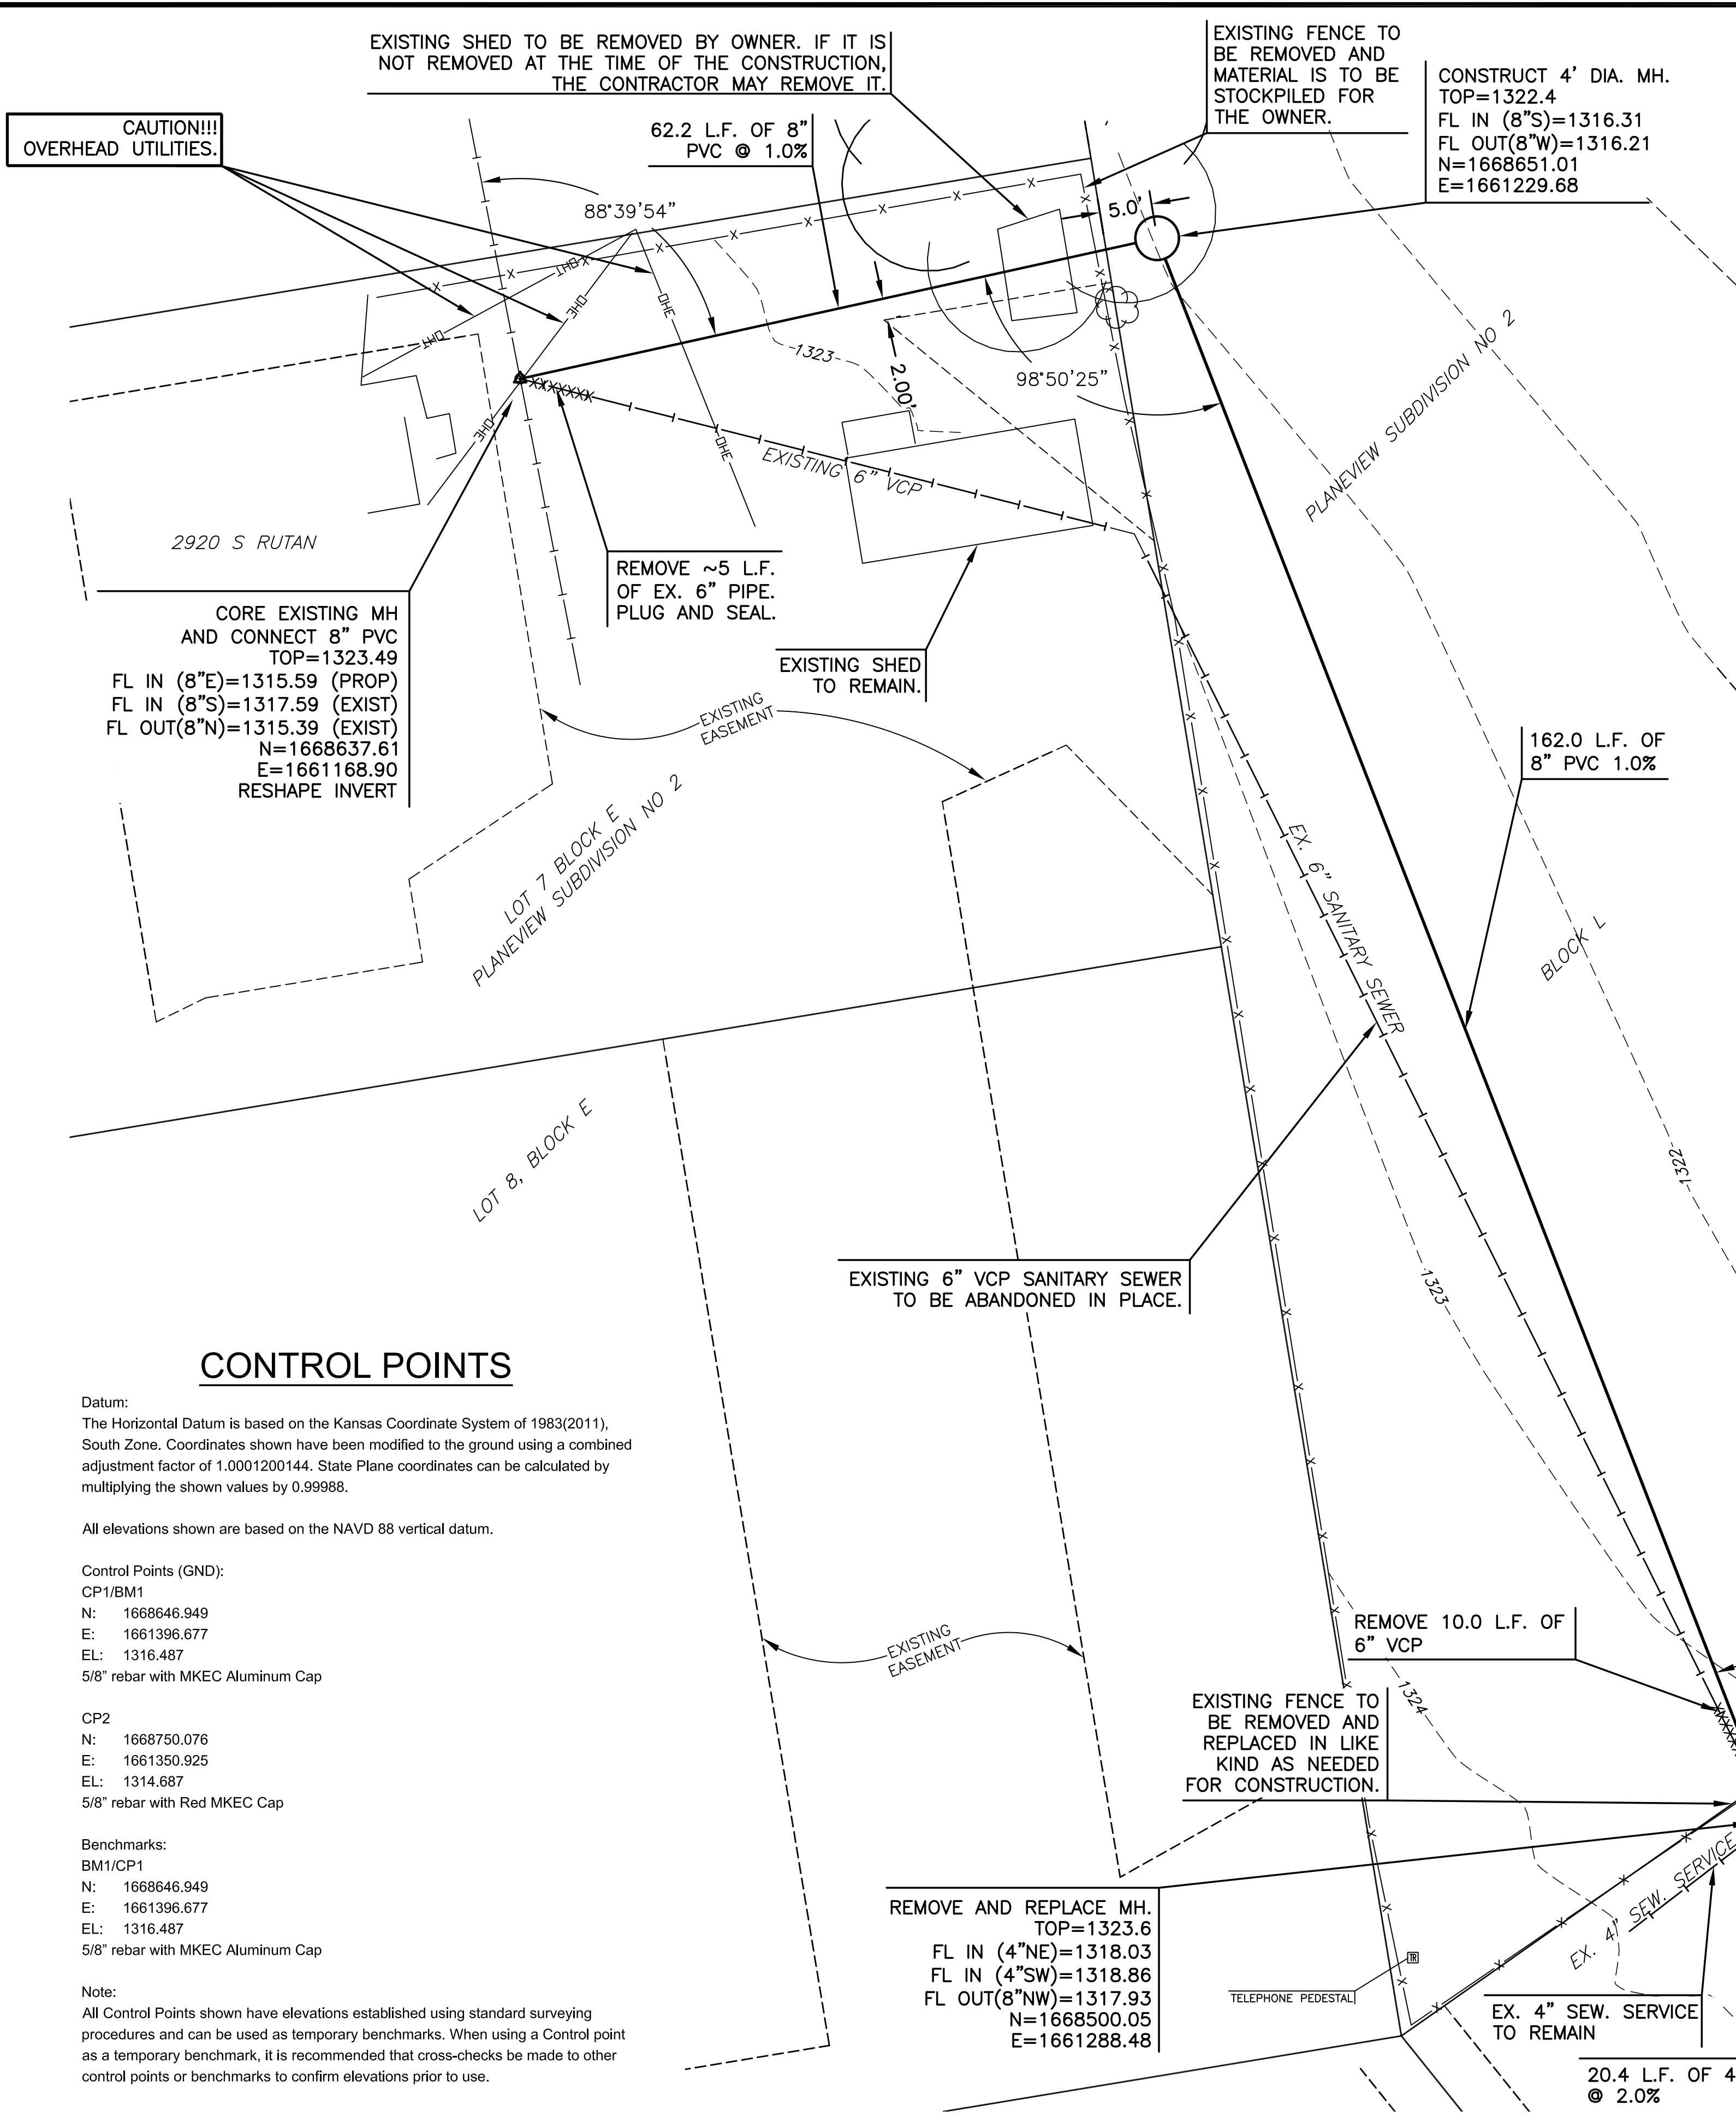 EXISTING SHED TO BE REMOVED BY OWNER. IF IT IS
NOT REMOVED AT THE TIME OF THE CONSTRUCTION,
THE CONTRACTOR MAY REMOVE IT.
EXISTING FENCE TO
BE REMOVED AND
MATERIAL IS TO BE
STOCKPILED FOR
THE OWNER.
CONSTRUCT 4' DIA. MH.
TOP=1322.4
FL IN (8"S)=1316.31
FL OUT(8"W)=1316.21
N=1668651.01
E=1661229.68
CAUTION!!!
OVERHEAD UTILITIES.
62.2 L.F. OF 8"
PVC @ 1.0%
88°39'54"
5.0'
OHT
OHT
OHE
OHE
OHE
OHE
1323
2.00'
98°50'25"
PLANEVIEW SUBDIVISION NO 2
EXISTING 6" VCP
2920 S RUTAN
REMOVE ~5 L.F.
OF EX. 6" PIPE.
PLUG AND SEAL.
CORE EXISTING MH
AND CONNECT 8" PVC
TOP=1323.49
FL IN (8"E)=1315.59 (PROP)
FL IN (8"S)=1317.59 (EXIST)
FL OUT(8"N)=1315.39 (EXIST)
N=1668637.61
E=1661168.90
RESHAPE INVERT
EXISTING SHED
TO REMAIN.
EXISTING
EASEMENT
162.0 L.F. OF
8" PVC 1.0%
LOT 7 BLOCK E
PLANEVIEW SUBDIVISION NO 2
EX. 6" SANITARY SEWER
BLOCK L
LOT 8, BLOCK E
1322
EXISTING 6" VCP SANITARY SEWER
TO BE ABANDONED IN PLACE.
1323
CONTROL POINTS
Datum:
The Horizontal Datum is based on the Kansas Coordinate System of 1983(2011),
South Zone. Coordinates shown have been modified to the ground using a combined
adjustment factor of 1.0001200144. State Plane coordinates can be calculated by
multiplying the shown values by 0.99988.
All elevations shown are based on the NAVD 88 vertical datum.
Control Points (GND):
CP1/BM1
N: 1668646.949
E: 1661396.677
EL: 1316.487
5/8" rebar with MKEC Aluminum Cap
CP2
N: 1668750.076
E: 1661350.925
EL: 1314.687
5/8" rebar with Red MKEC Cap
Benchmarks:
BM1/CP1
N: 1668646.949
E: 1661396.677
EL: 1316.487
5/8" rebar with MKEC Aluminum Cap
Note:
All Control Points shown have elevations established using standard surveying
procedures and can be used as temporary benchmarks. When using a Control point
as a temporary benchmark, it is recommended that cross-checks be made to other
control points or benchmarks to confirm elevations prior to use.
EXISTING
EASEMENT
REMOVE 10.0 L.F. OF
6" VCP
1324
EXISTING FENCE TO
BE REMOVED AND
REPLACED IN LIKE
KIND AS NEEDED
FOR CONSTRUCTION.
REMOVE AND REPLACE MH.
TOP=1323.6
FL IN (4"NE)=1318.03
FL IN (4"SW)=1318.86
FL OUT(8"NW)=1317.93
N=1668500.05
E=1661288.48
EX. 4" SEW. SERVICE
TR
TELEPHONE PEDESTAL
EX. 4" SEW. SERVICE
TO REMAIN
20.4 L.F. OF 4
@ 2.0%